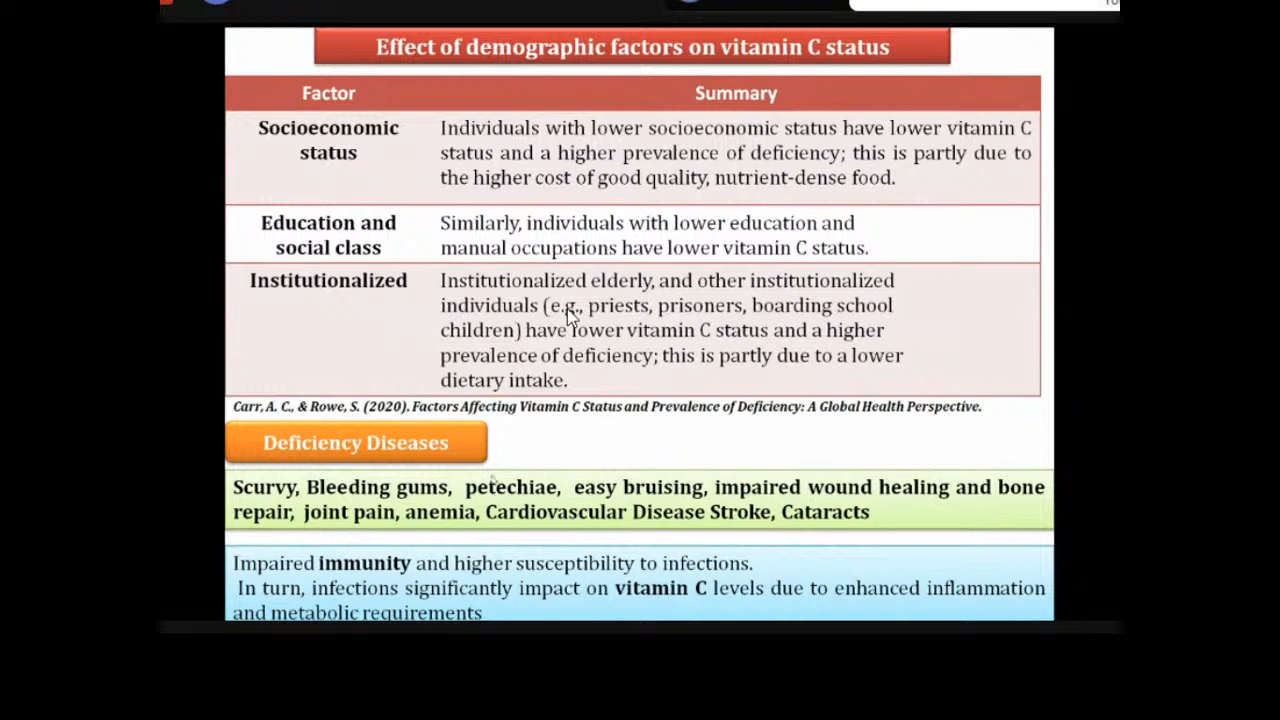 Effect of demographic factors on vitamin C status
Factor Summary
Socioeconomic status
Individuals with lower socioeconomic status have lower vitamin C
status and a higher prevalence of deficiency; this is partly due to
the higher cost of good quality, nutrient-dense food.
Education and social class
Similarly, individuals with lower education and
manual occupations have lower vitamin C status.
Institutionalized
Institutionalized elderly, and other institutionalized
individuals (e.g., priests, prisoners, boarding school
children) have lower vitamin C status and a higher
prevalence of deficiency; this is partly due to a lower
dietary intake.
Carr, A. C., & Rowe, S. (2020). Factors Affecting Vitamin C Status and Prevalence of Deficiency: A Global Health Perspective.
Deficiency Diseases
Scurvy, Bleeding gums, petechiae, easy bruising, impaired wound healing and bone
repair, joint pain, anemia, Cardiovascular Disease Stroke, Cataracts
Impaired immunity and higher susceptibility to infections.
In turn, infections significantly impact on vitamin C levels due to enhanced inflammation
and metabolic requirements